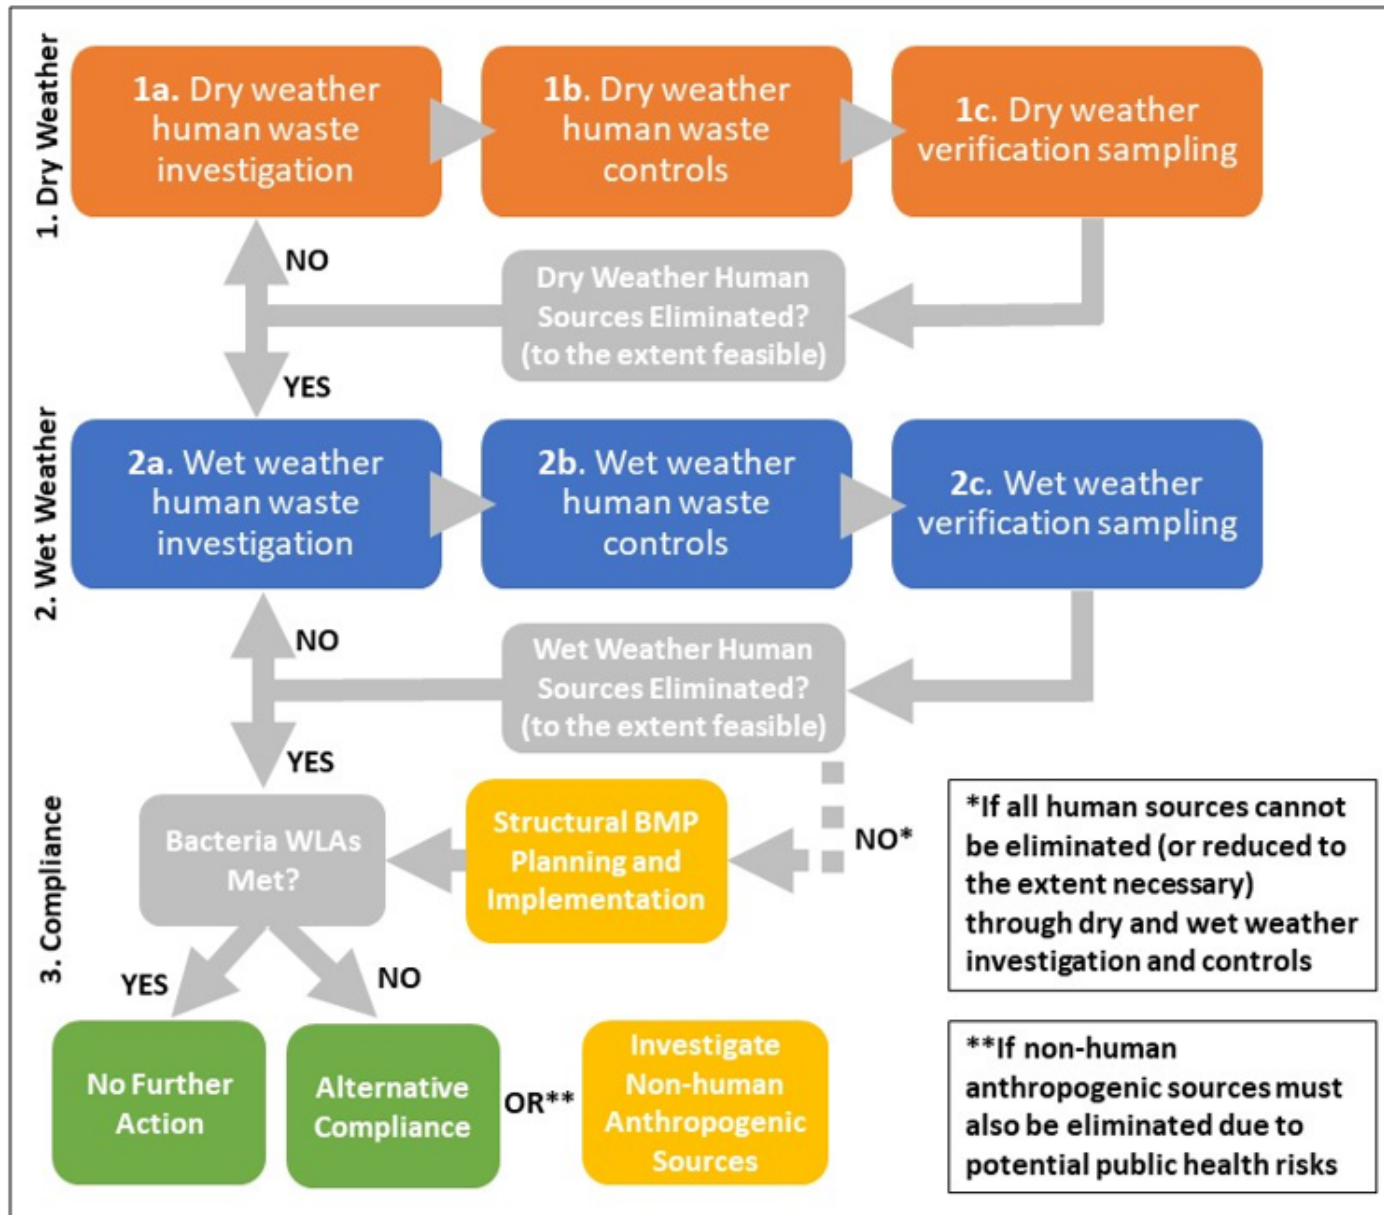 1. Dry Weather
1a. Dry weather
human waste
investigation
1b. Dry weather
human waste
controls
1c. Dry weather
verification sampling
NO
Dry Weather Human
Sources Eliminated?
(to the extent feasible)
YES
2. Wet Weather
2a. Wet weather
human waste
investigation
2b. Wet weather
human waste
controls
2c. Wet weather
verification sampling
NO
Wet Weather Human
Sources Eliminated?
(to the extent feasible)
YES
3. Compliance
Bacteria WLAs
Met?
Structural BMP
Planning and
Implementation
NO*
*If all human sources cannot
be eliminated (or reduced to
the extent necessary)
through dry and wet weather
investigation and controls
YES
NO
No Further
Action
Alternative
Compliance
OR**
Investigate
Non-human
Anthropogenic
Sources
**If non-human
anthropogenic sources must
also be eliminated due to
potential public health risks